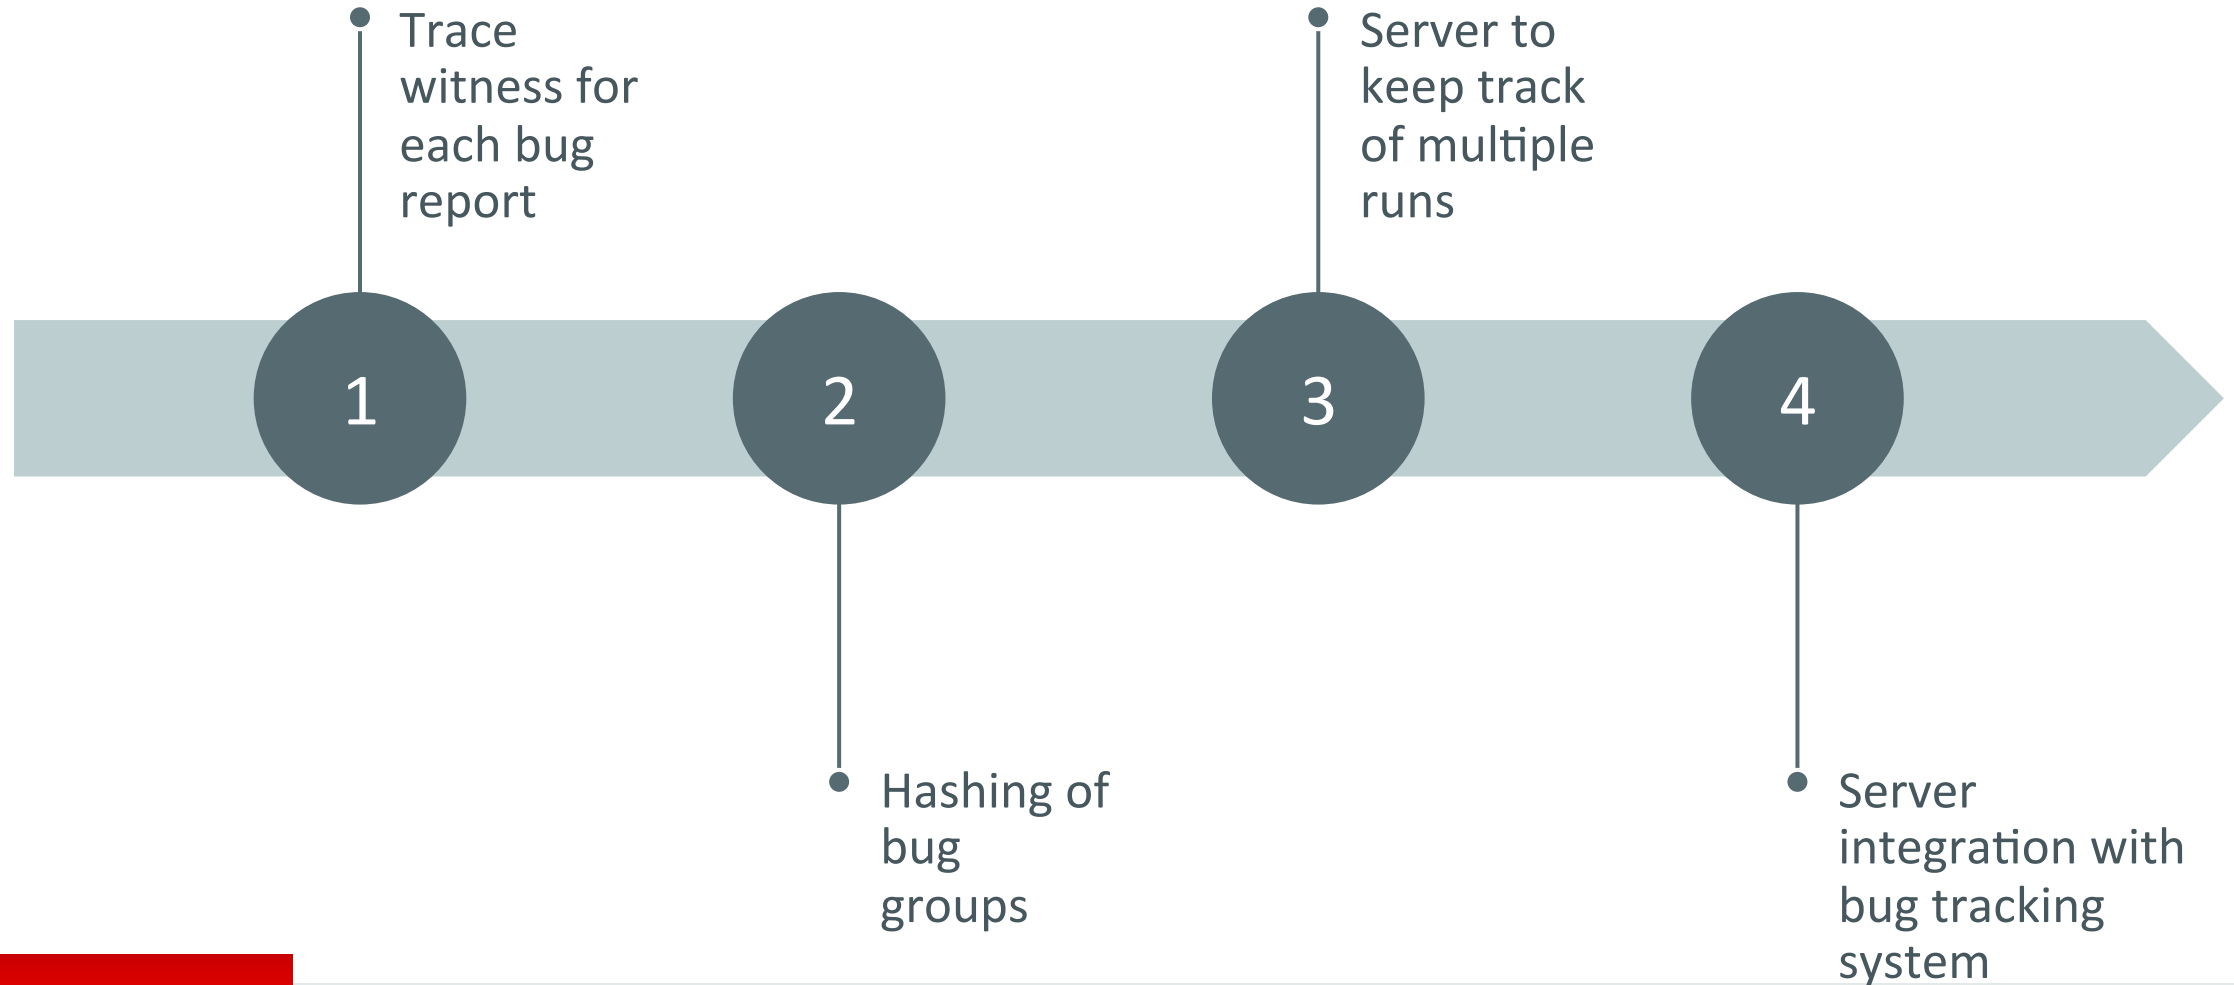 Trace
witness for
each bug
report
Server to
keep track
of multiple
runs
1
2
3
4
Hashing of
bug
groups
Server
integration with
bug tracking
system